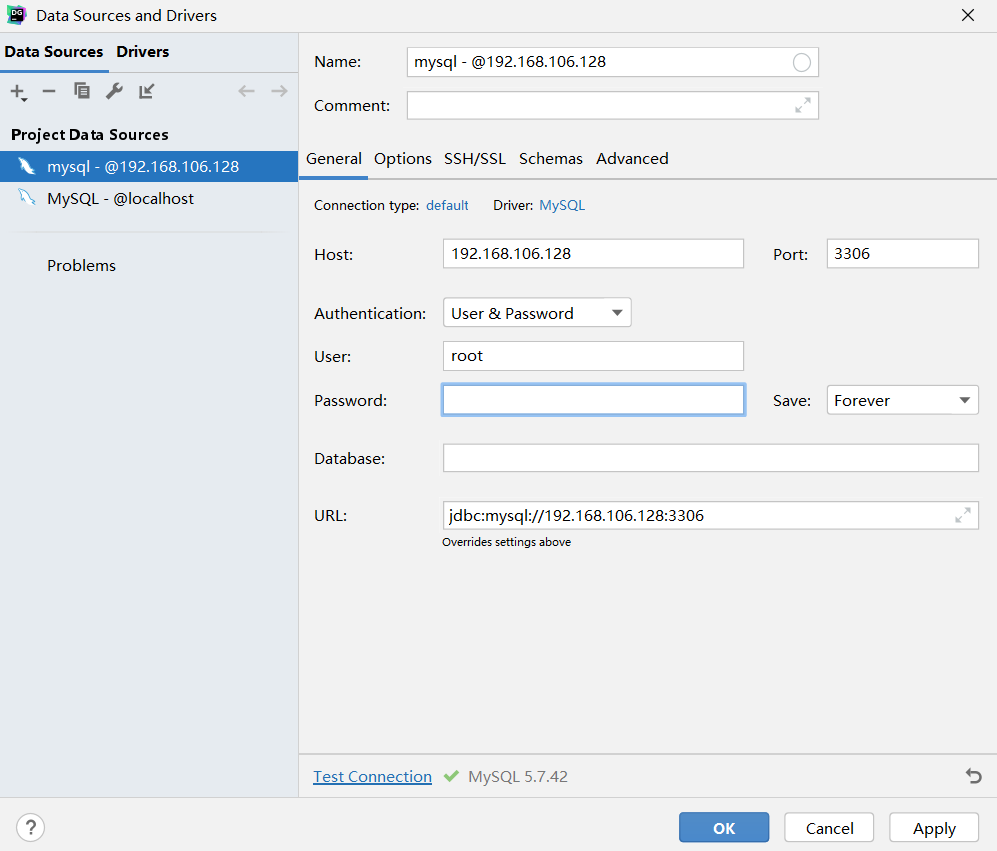 DG
Data Sources and Drivers
Data Sources Drivers
Project Data Sources
mysql - @192.168.106.128
MySQL - @localhost
Problems
Name: mysql - @192.168.106.128
Comment:
General Options SSH/SSL Schemas Advanced
Connection type: default Driver: MySQL
Host: 192.168.106.128 Port: 3306
Authentication: User & Password
User: root
Password: Save: Forever
Database:
URL: jdbc:mysql://192.168.106.128:3306
Overrides settings above
Test Connection MySQL 5.7.42
? OK Cancel Apply